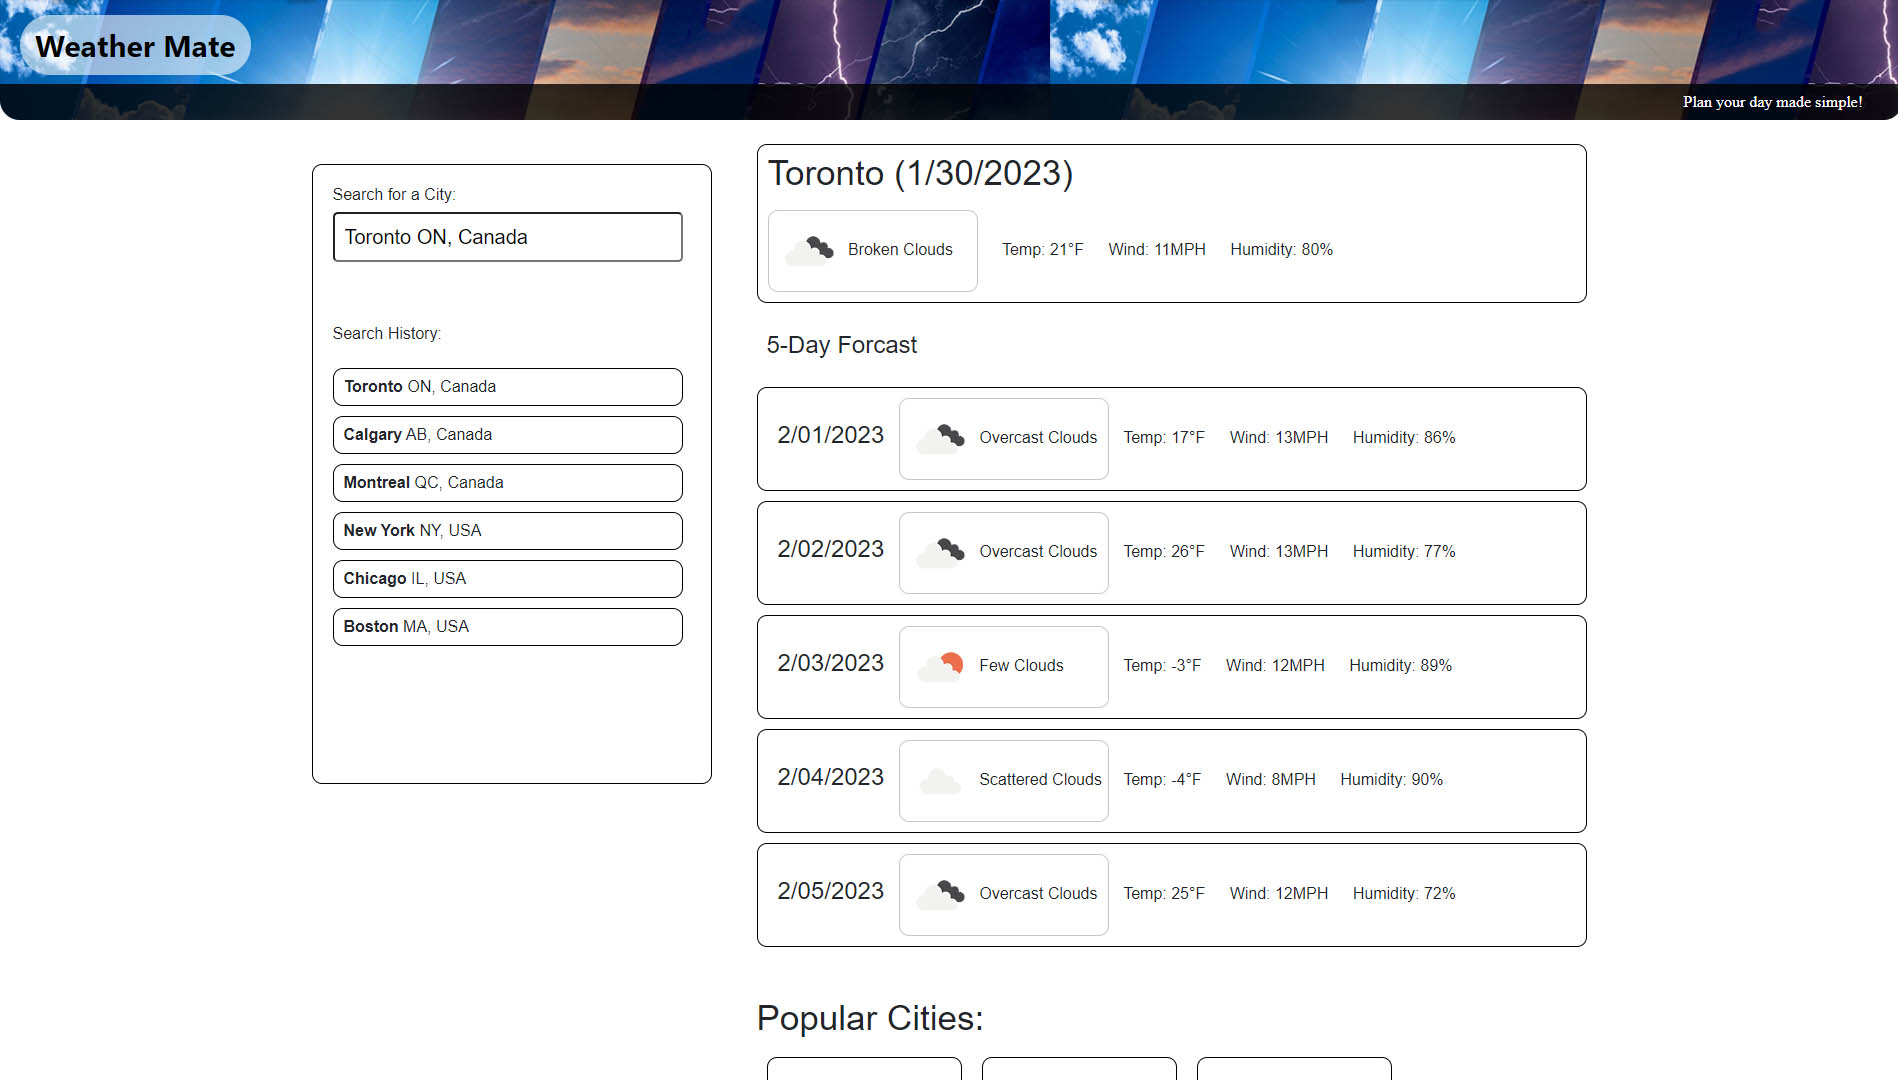 Weather Mate
Plan your day made simple!
Search for a City:
Toronto ON, Canada
Search History:
Toronto ON, Canada
Calgary AB, Canada
Montreal QC, Canada
New York NY, USA
Chicago IL, USA
Boston MA, USA
Toronto (1/30/2023)
Broken Clouds Temp: 21°F Wind: 11MPH Humidity: 80%
5-Day Forcast
2/01/2023 Overcast Clouds Temp: 17°F Wind: 13MPH Humidity: 86%
2/02/2023 Overcast Clouds Temp: 26°F Wind: 13MPH Humidity: 77%
2/03/2023 Few Clouds Temp: -3°F Wind: 12MPH Humidity: 89%
2/04/2023 Scattered Clouds Temp: -4°F Wind: 8MPH Humidity: 90%
2/05/2023 Overcast Clouds Temp: 25°F Wind: 12MPH Humidity: 72%
Popular Cities: